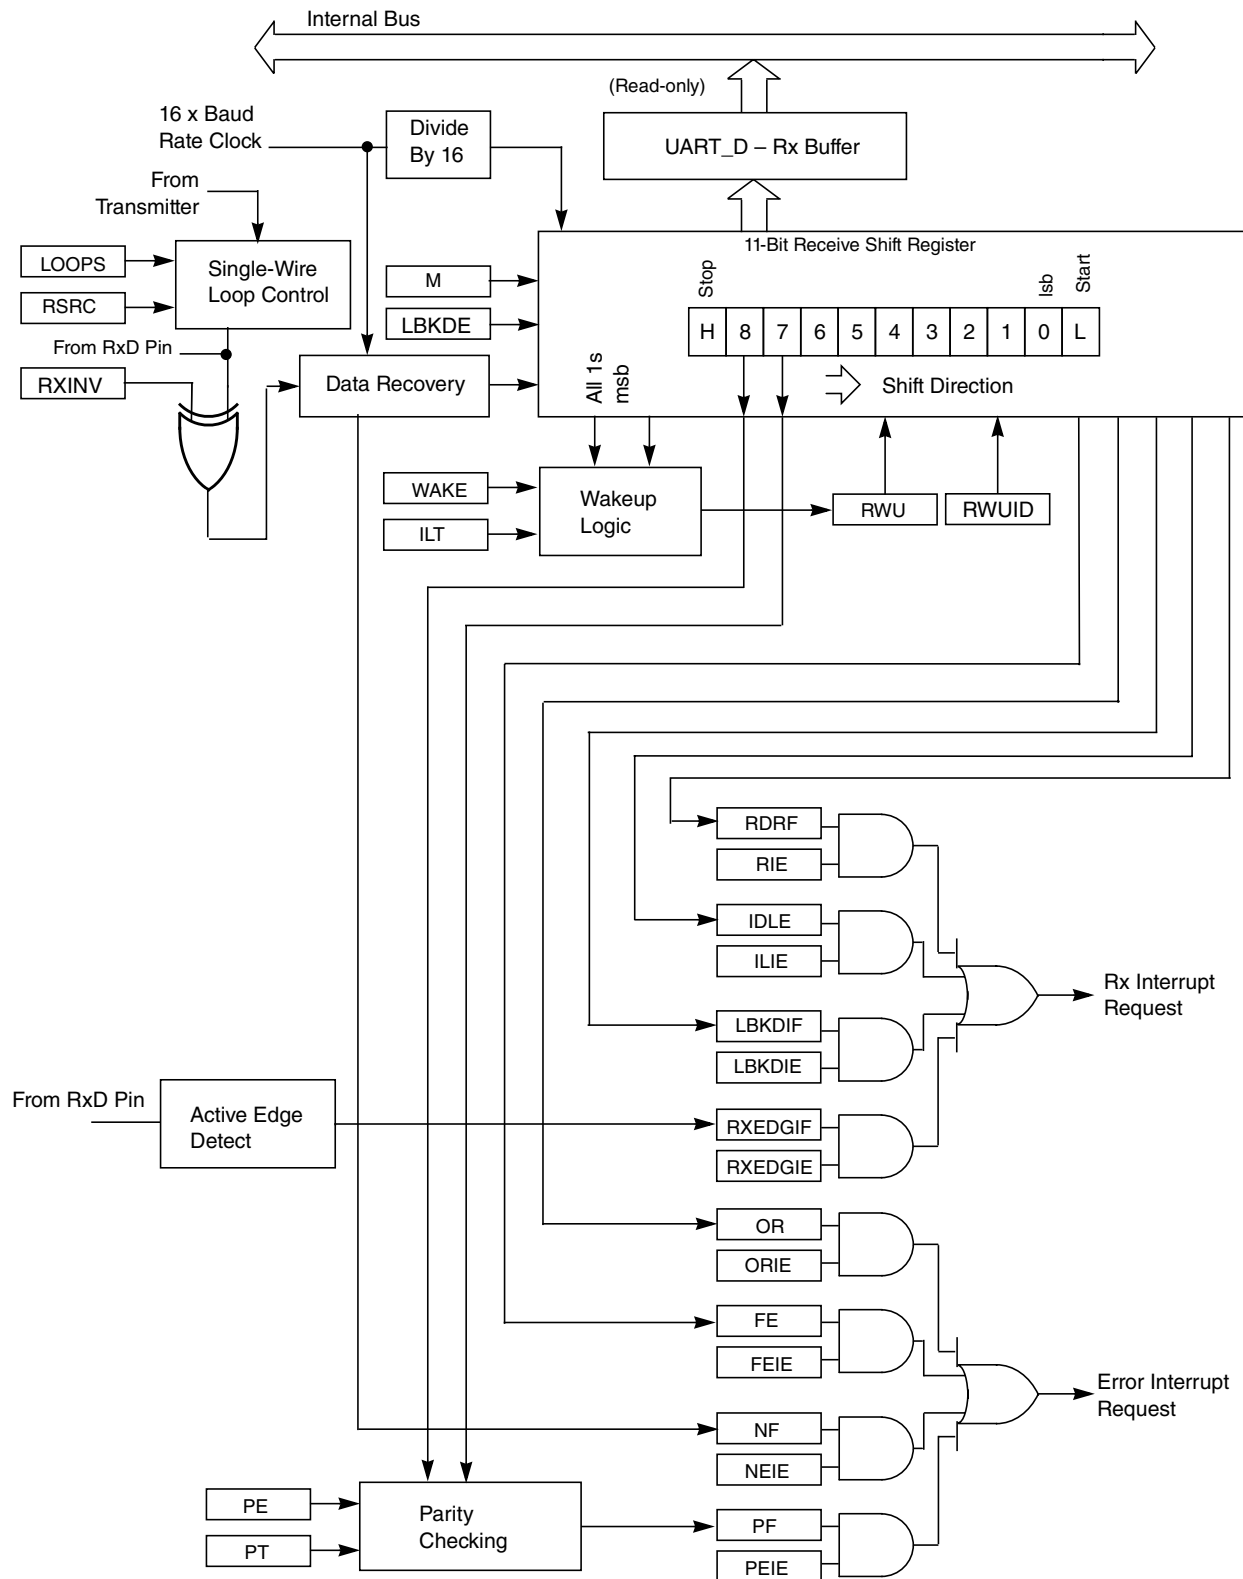 Internal Bus
(Read-only)
16 x Baud
Rate Clock
Divide
By 16
UART_D – Rx Buffer
From
Transmitter
11-Bit Receive Shift Register
LOOPS
RSRC
Single-Wire
Loop Control
M
LBKDE
Stop
lsb
Start
H 8 7 6 5 4 3 2 1 0 L
From RxD Pin
RXINV
Data Recovery
All 1s
msb
Shift Direction
WAKE
ILT
Wakeup
Logic
RWU
RWUID
RDRF
RIE
IDLE
ILIE
Rx Interrupt
Request
LBKDIF
LBKDIE
From RxD Pin
Active Edge
Detect
RXEDGIF
RXEDGIE
OR
ORIE
FE
FEIE
Error Interrupt
Request
NF
NEIE
PE
PT
Parity
Checking
PF
PEIE